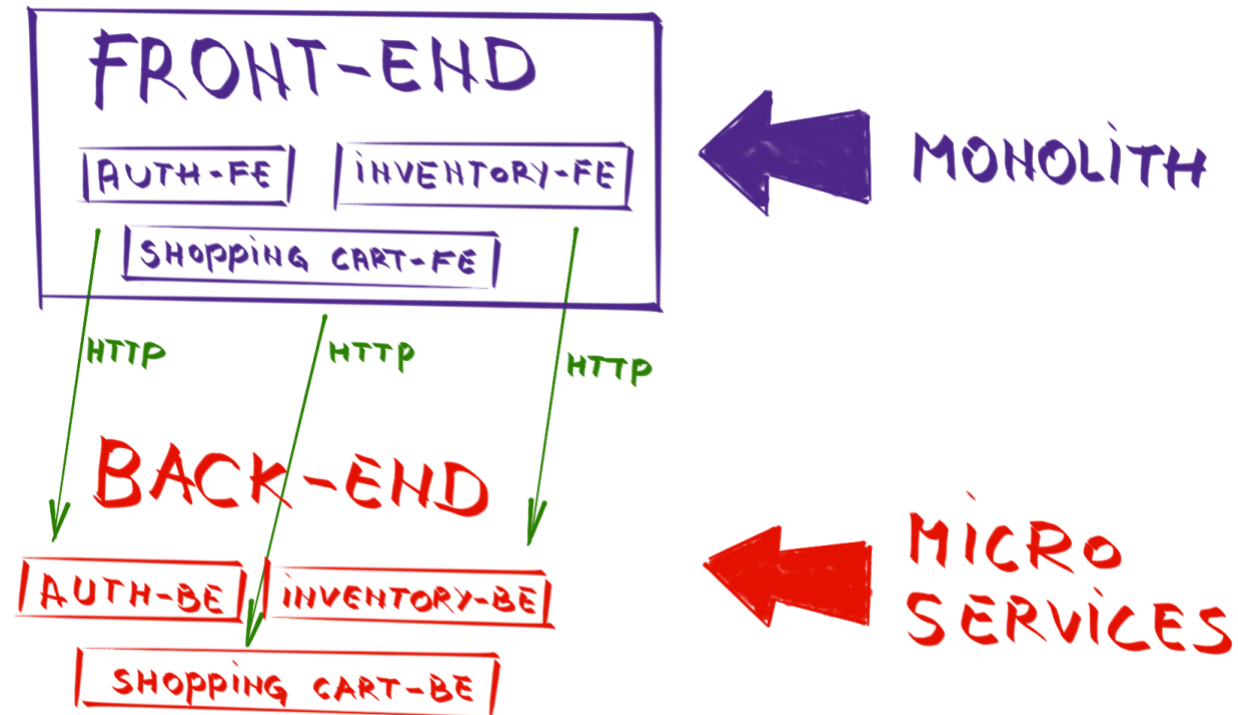 FRONT-END
MONOLiTH
AUTH-FE
iNVENTORY-FE
SHOPPiNG CART-FE
HTTP
HTTP
HTTP
BACK-END
MiCRO
SERViCES
AUTH-BE
iNVENTORY-BE
SHOPPiNG CART-BE